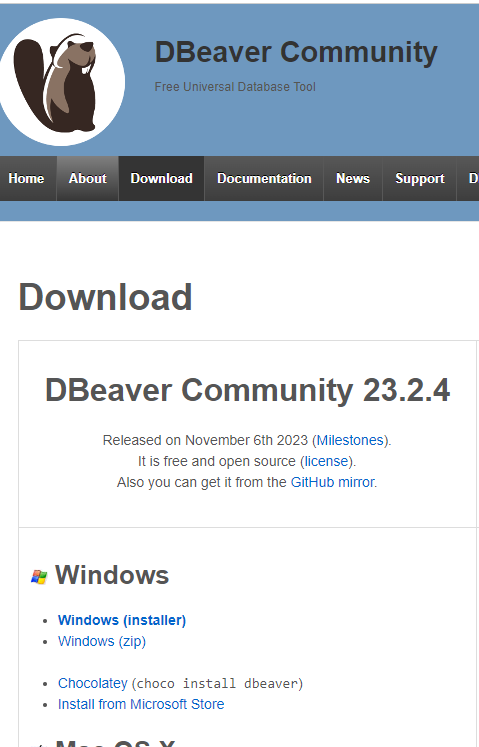 DBeaver Community
Free Universal Database Tool
Home About Download Documentation News Support D
Download
DBeaver Community 23.2.4
Released on November 6th 2023 (Milestones).
It is free and open source (license).
Also you can get it from the GitHub mirror.
Windows
• Windows (installer)
• Windows (zip)
• Chocolatey (choco install dbeaver)
• Install from Microsoft Store
Mac OS X